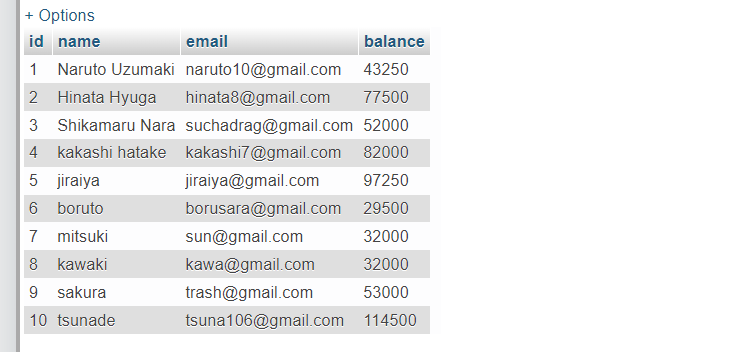 + Options
id name email balance
1 Naruto Uzumaki naruto10@gmail.com 43250
2 Hinata Hyuga hinata8@gmail.com 77500
3 Shikamaru Nara suchadrag@gmail.com 52000
4 kakashi hatake kakashi7@gmail.com 82000
5 jiraiya jiraiya@gmail.com 97250
6 boruto borusara@gmail.com 29500
7 mitsuki sun@gmail.com 32000
8 kawaki kawa@gmail.com 32000
9 sakura trash@gmail.com 53000
10 tsunade tsuna106@gmail.com 114500